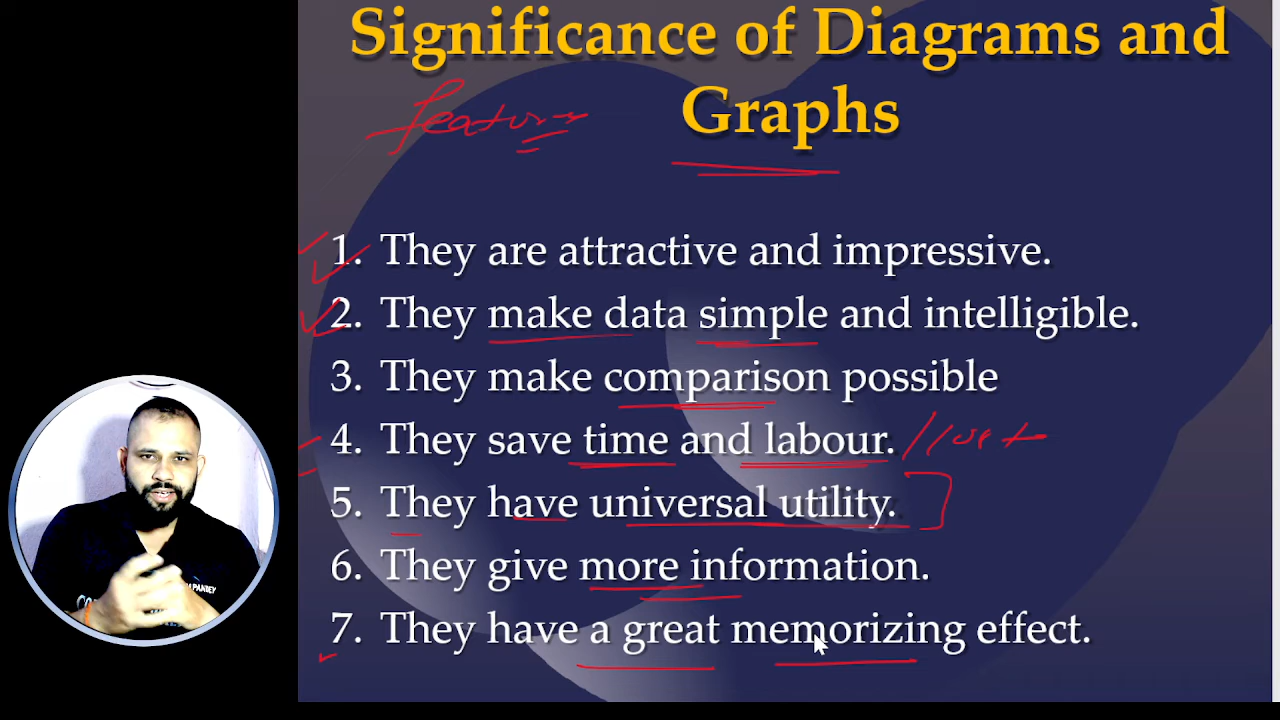 Significance of Diagrams and
Graphs
feature
1. They are attractive and impressive.
2. They make data simple and intelligible.
3. They make comparison possible
4. They save time and labour.
5. They have universal utility.
6. They give more information.
7. They have a great memorizing effect.
PANDEY